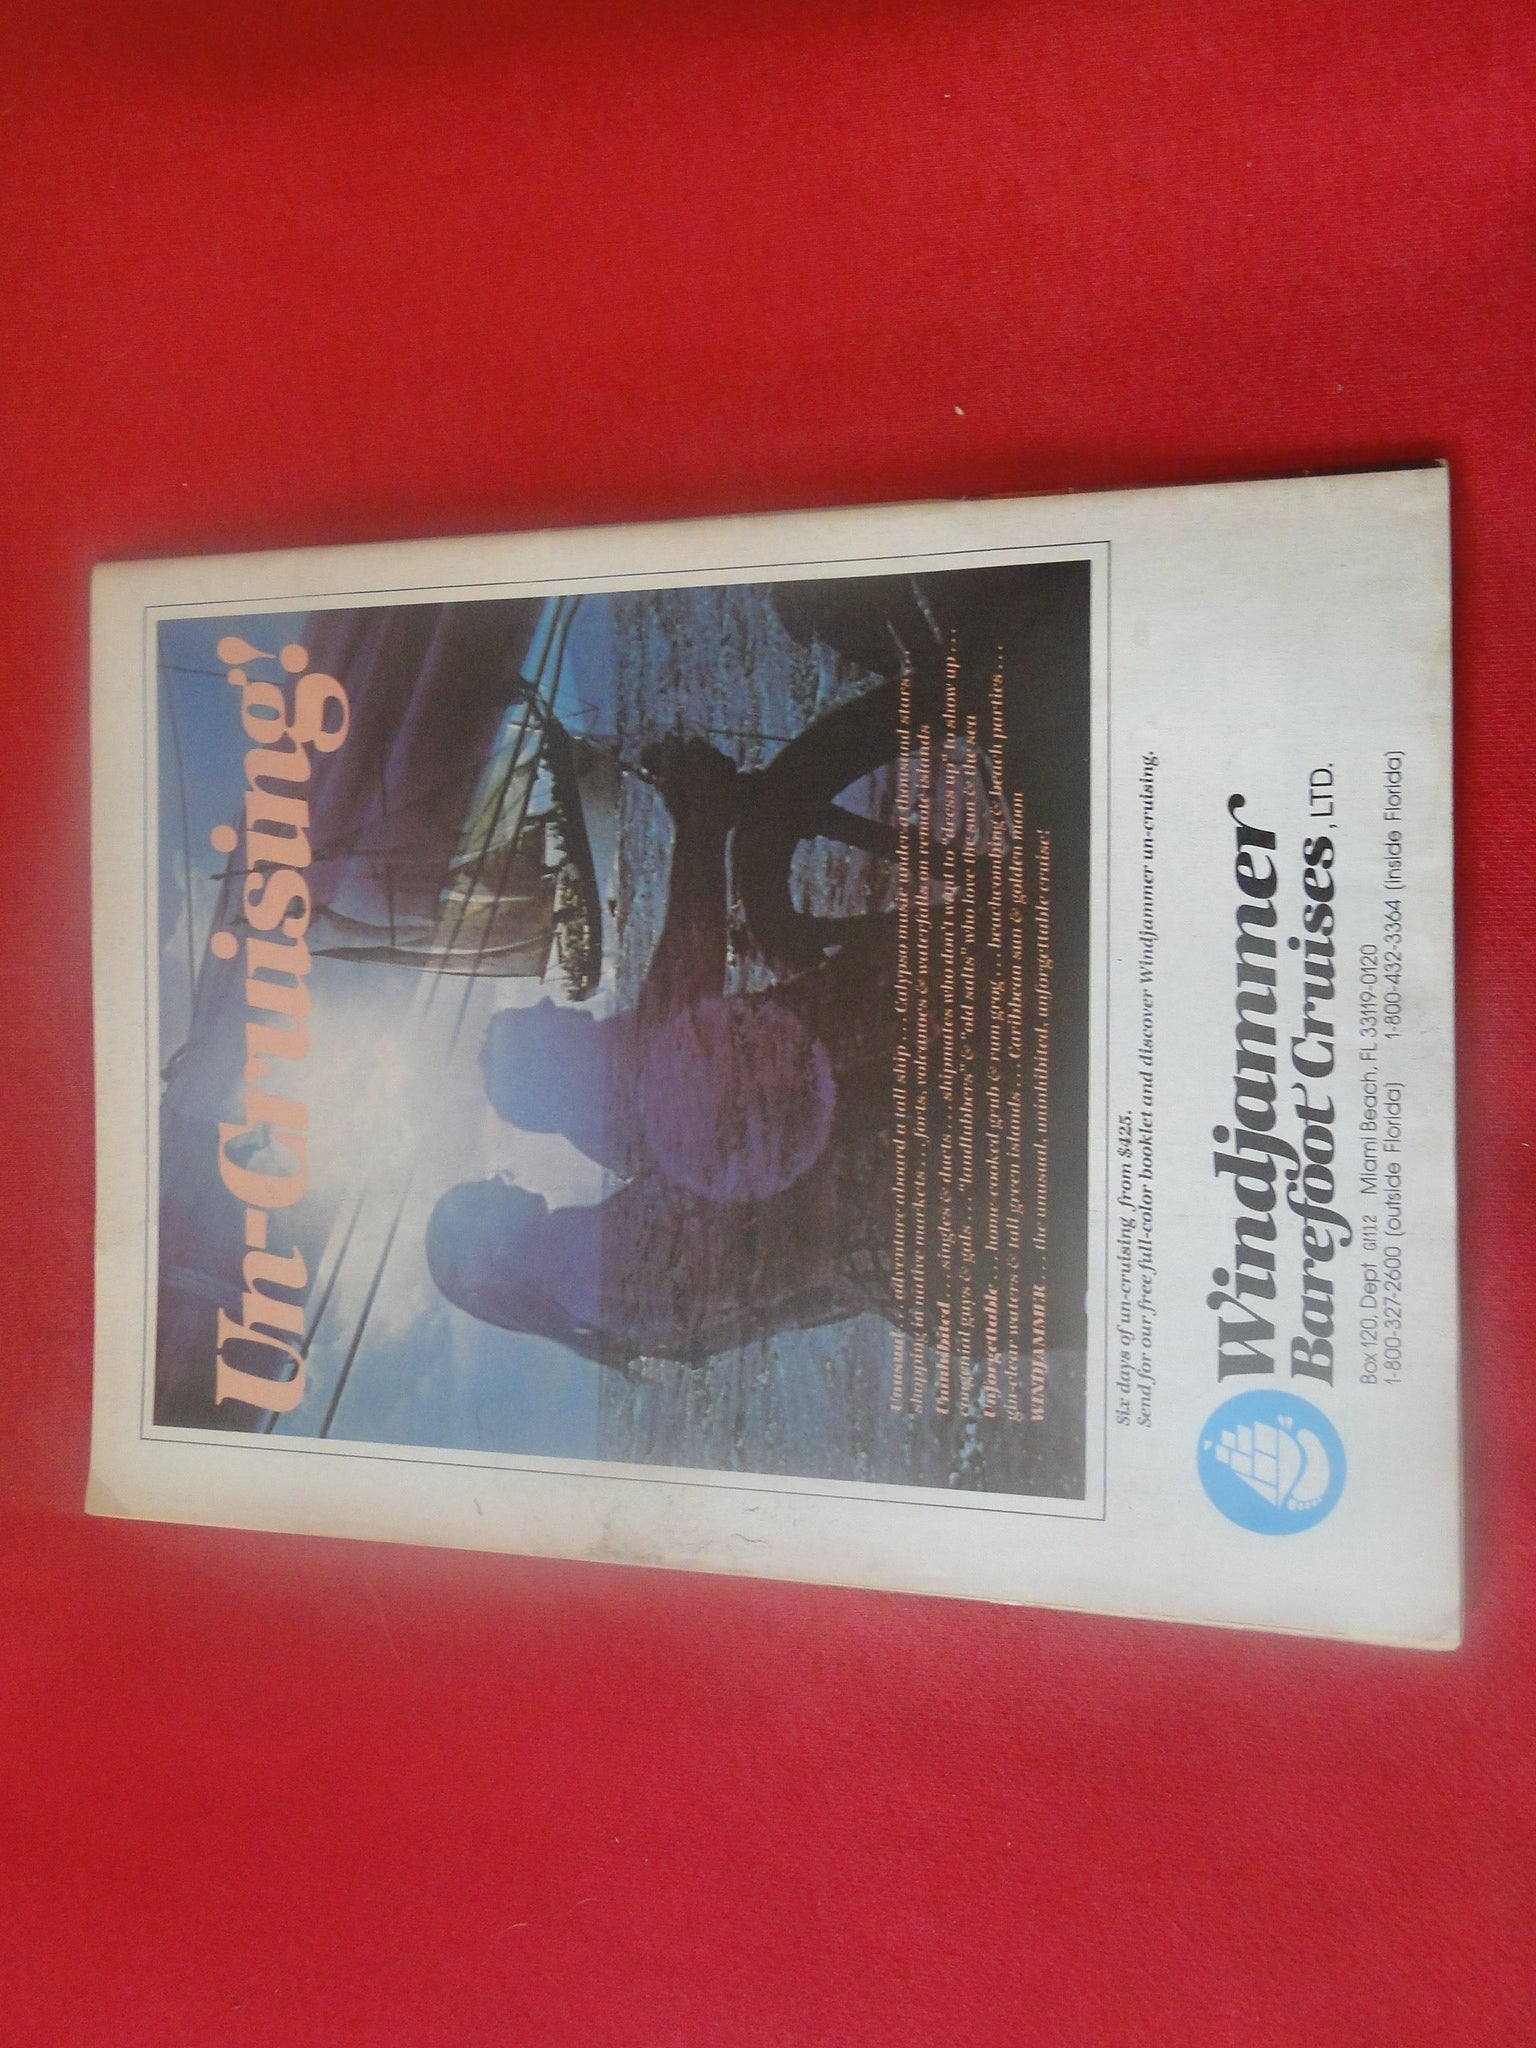 Un-Cruising!
Unusual... adventure aboard a tall ship... Calypso music under a thousand stars...
shopping in native markets... forts, volcanoes & waterfalls on remote islands
Uninhibited... singles & duets... shipmates who don't want to "dress up" to show up...
congenial guys & gals... "landlubbers" & "old salts" who love the sun & the sea
Unforgettable... home-cooked grub & rum grog... beachcombing & beach parties...
gin-clear waters & tall green islands... Caribbean sun & golden moon
WINDJAMMER... the unusual, uninhibited, unforgettable cruise!
Six days of un-cruising from $425.
Send for our free full-color booklet and discover Windjammer un-cruising.
Windjammer
Barefoot Cruises, LTD.
Box 120, Dept GM12 Miami Beach, FL 33119-0120
1-800-327-2600 (outside Florida) 1-800-432-3364 (inside Florida)